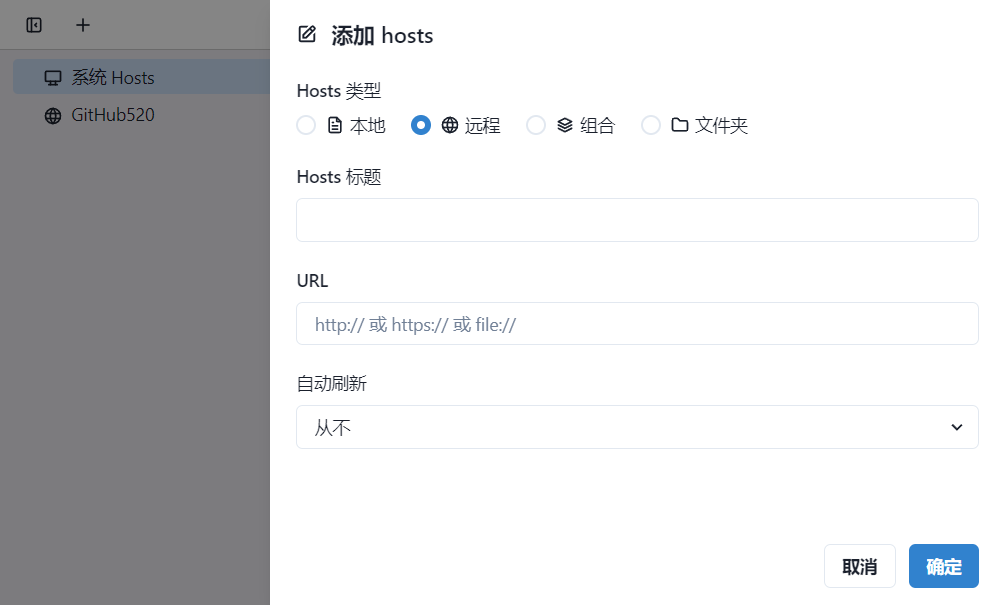 系统 Hosts
GitHub520
添加 hosts
Hosts 类型
本地 远程 组合 文件夹
Hosts 标题
URL
http:// 或 https:// 或 file://
自动刷新
从不
取消 确定